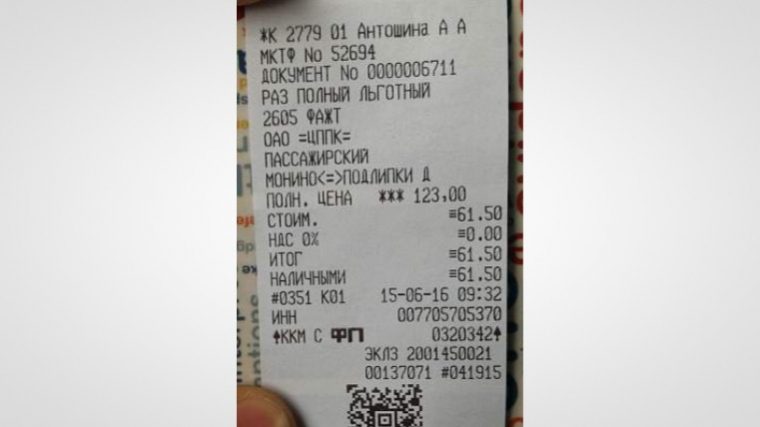 ЖК 2779 01 Антошина А А
МКТФ No 52694
ДОКУМЕНТ No 0000006711
РАЗ ПОЛНЫЙ ЛЬГОТНЫЙ
2605 ФАЖТ
ОАО =ЦППК=
ПАССАЖИРСКИЙ
МОНИНО<=>ПОДЛИПКИ Д
ПОЛН. ЦЕНА *** 123,00
СТОИМ. ≡61.50
НДС 0% ≡0.00
ИТОГ ≡61.50
НАЛИЧНЫМИ ≡61.50
#0351 К01 15-06-16 09:32
ИНН 007705705370
↑ККМ С ФП 0320342↑
ЭКЛЗ 2001450021
00137071 #041915